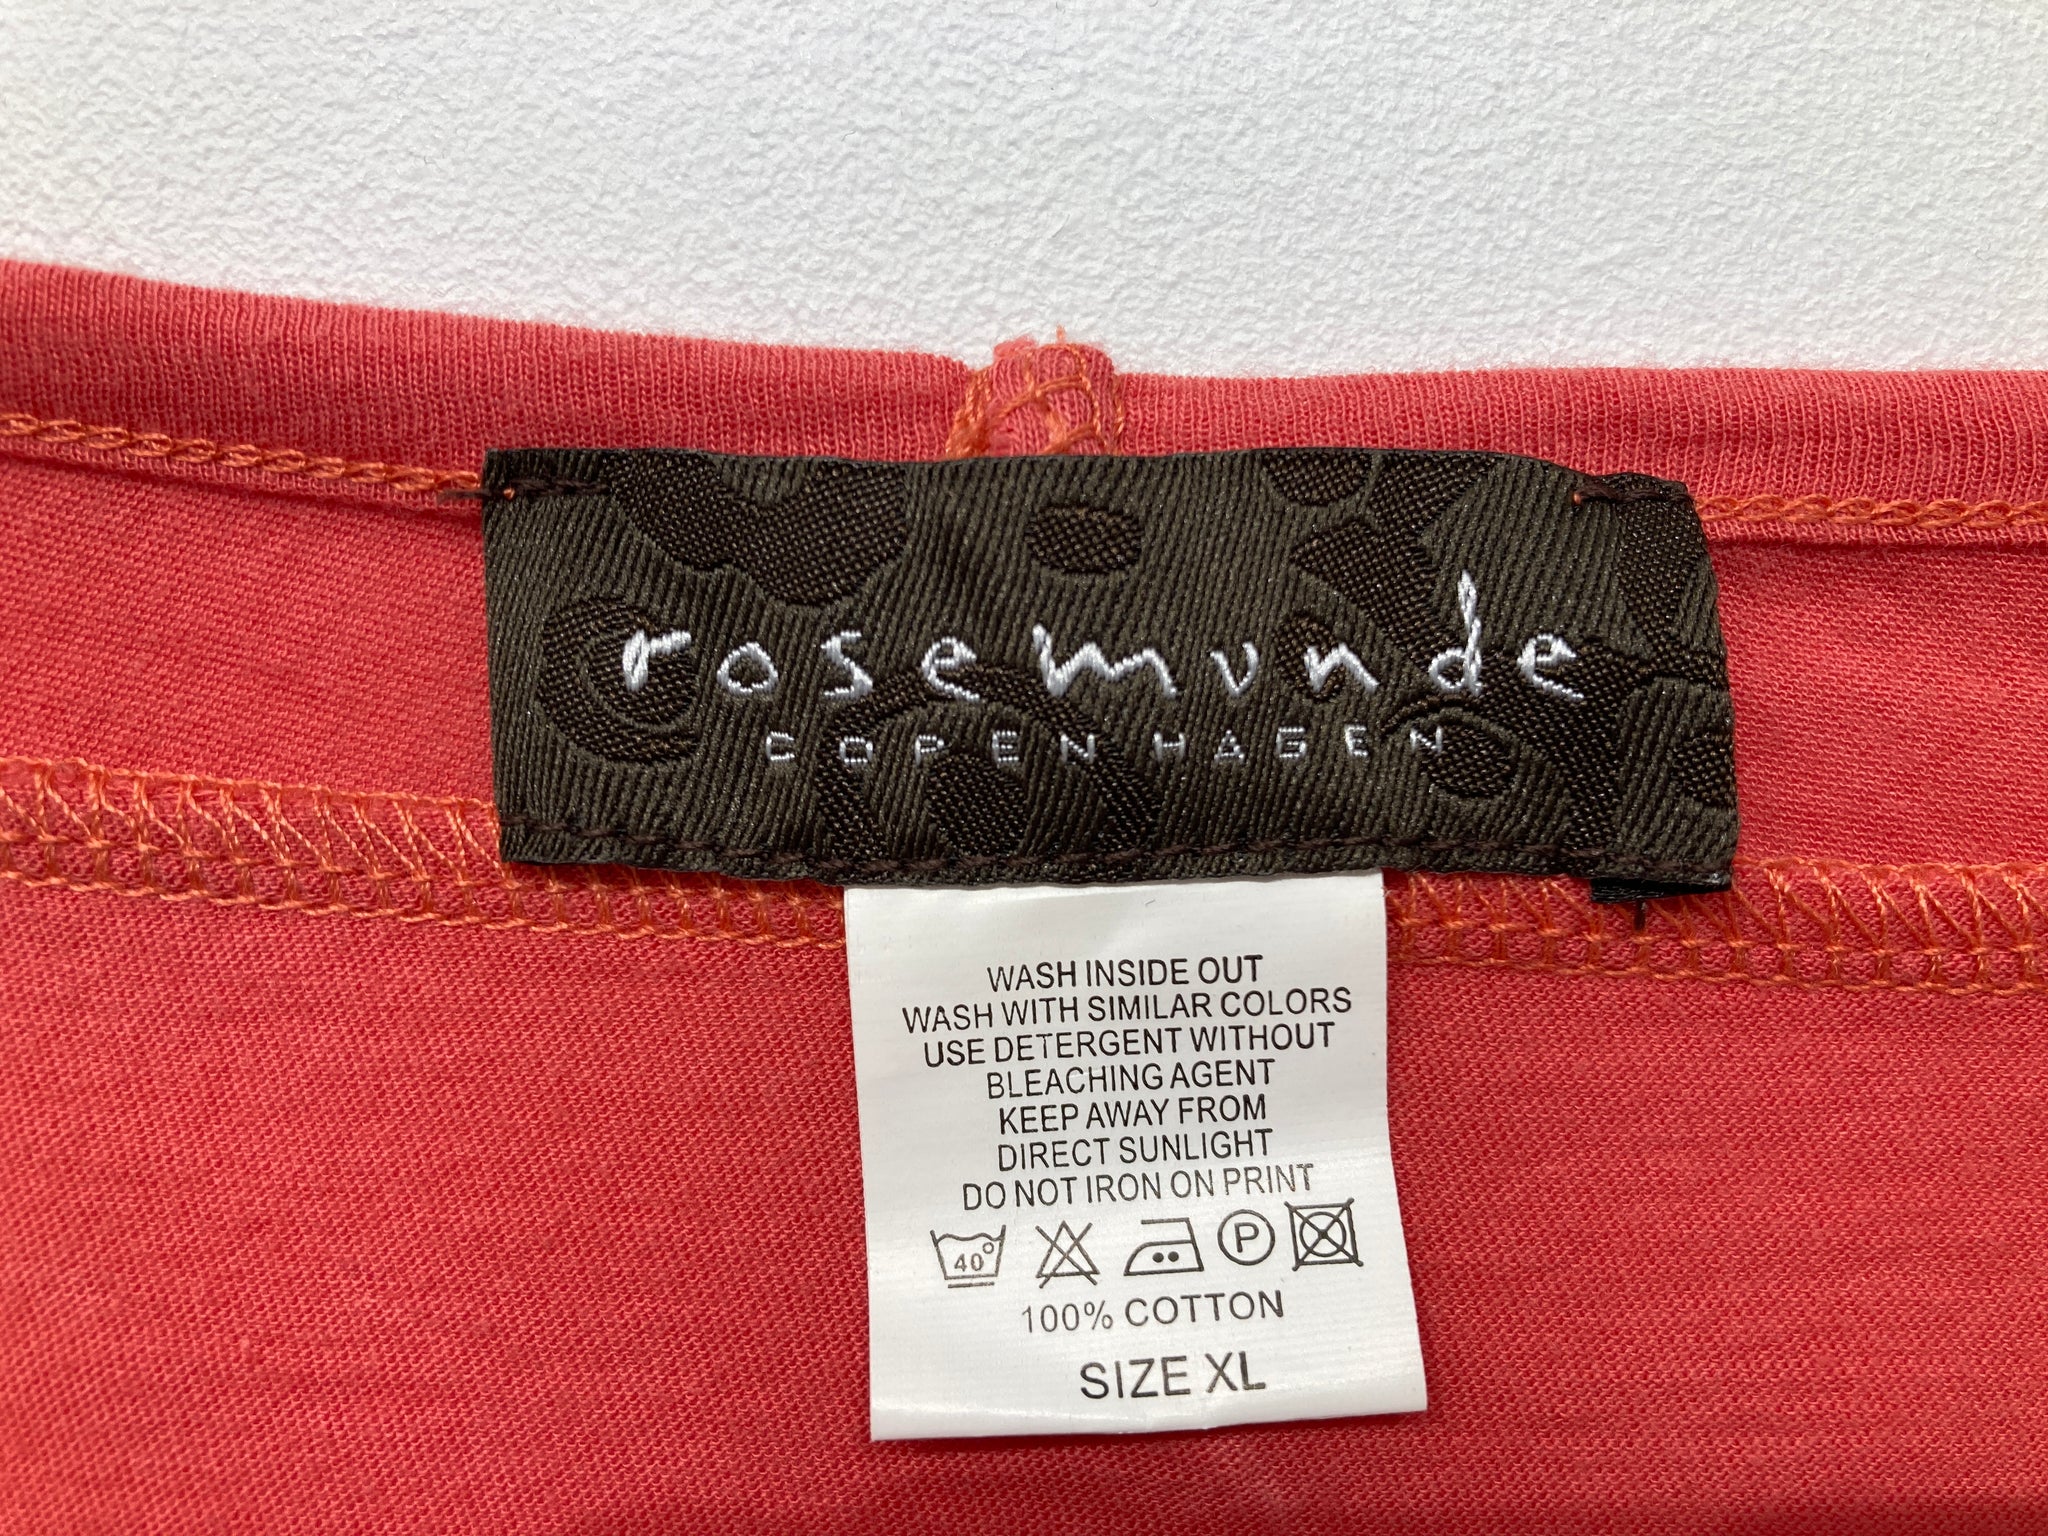 rosemunde
COPENHAGEN
WASH INSIDE OUT
WASH WITH SIMILAR COLORS
USE DETERGENT WITHOUT
BLEACHING AGENT
KEEP AWAY FROM
DIRECT SUNLIGHT
DO NOT IRON ON PRINT
40° P
100% COTTON
SIZE XL